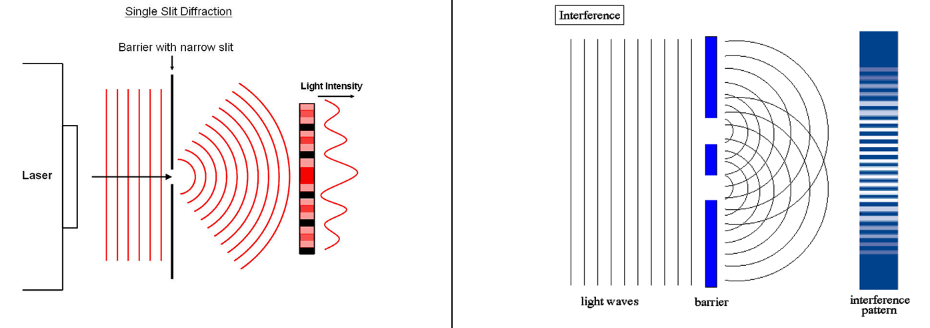 Single Slit Diffraction
Barrier with narrow slit
Light Intensity
Laser
Interference
light waves
barrier
interference
pattern